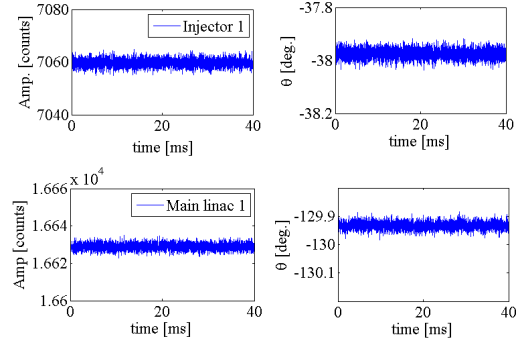 7080
7060
7040
Amp. [counts]
Injector 1
0
20
40
time [ms]
-37.8
-38
-38.2
θ [deg.]
0
20
40
time [ms]
x 10^4
1.666
1.664
1.662
1.66
Amp [counts]
Main linac 1
0
20
40
time [ms]
-129.9
-130
-130.1
θ [deg.]
0
20
40
time [ms]